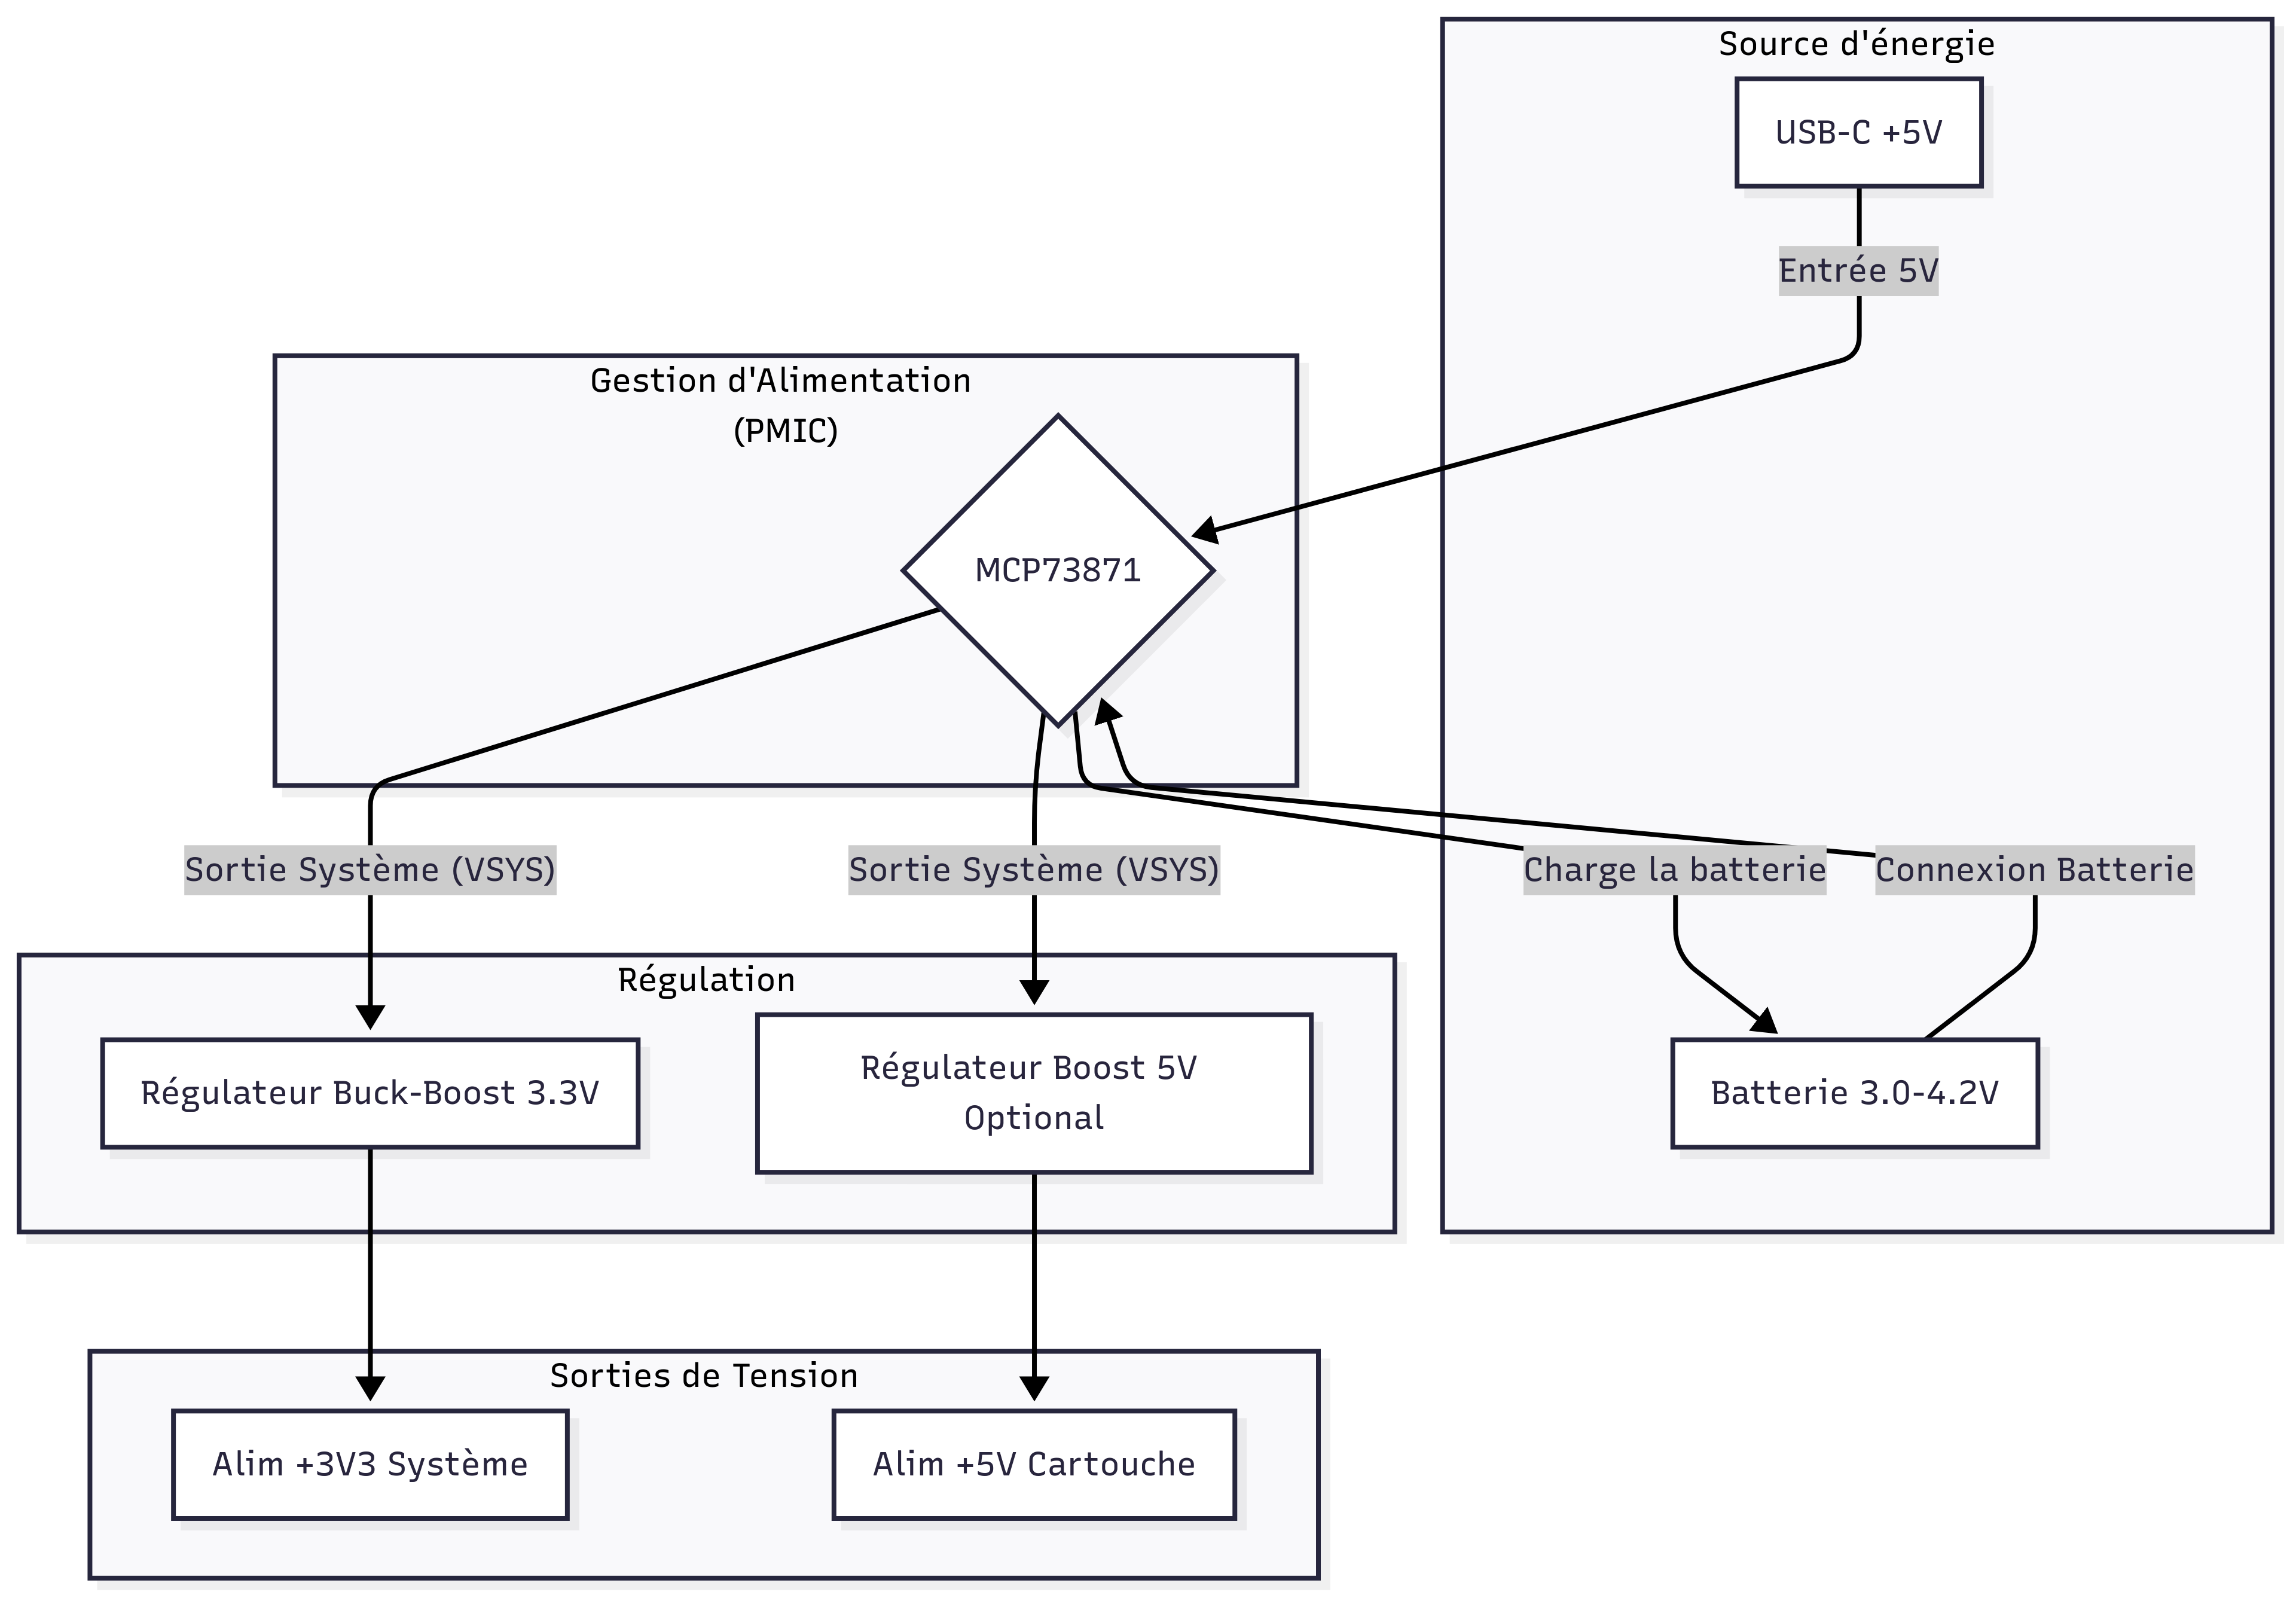 Source d'énergie
USB-C +5V
Entrée 5V
Gestion d'Alimentation
(PMIC)
MCP73871
Sortie Système (VSYS)
Sortie Système (VSYS)
Charge la batterie
Connexion Batterie
Régulation
Régulateur Buck-Boost 3.3V
Régulateur Boost 5V
Optional
Batterie 3.0-4.2V
Sorties de Tension
Alim +3V3 Système
Alim +5V Cartouche